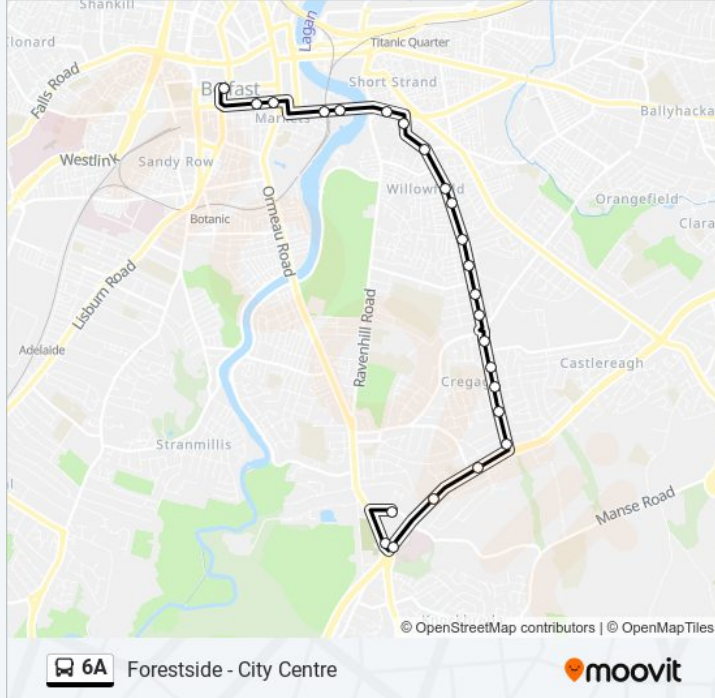 Shankill
Clonard
Lagan
Titanic Quarter
Falls Road
Belfast
Short Strand
Markets
Ballyhacka
Westlink
Sandy Row
Willowfield
Orangefield
Botanic
Ormeau Road
Clara
Lisburn Road
Ravenhill Road
Adelaide
Castlereagh
Cregag
Stranmillis
Manse Road
© OpenStreetMap contributors | © OpenMapTiles
6A Forestside - City Centre
moovit